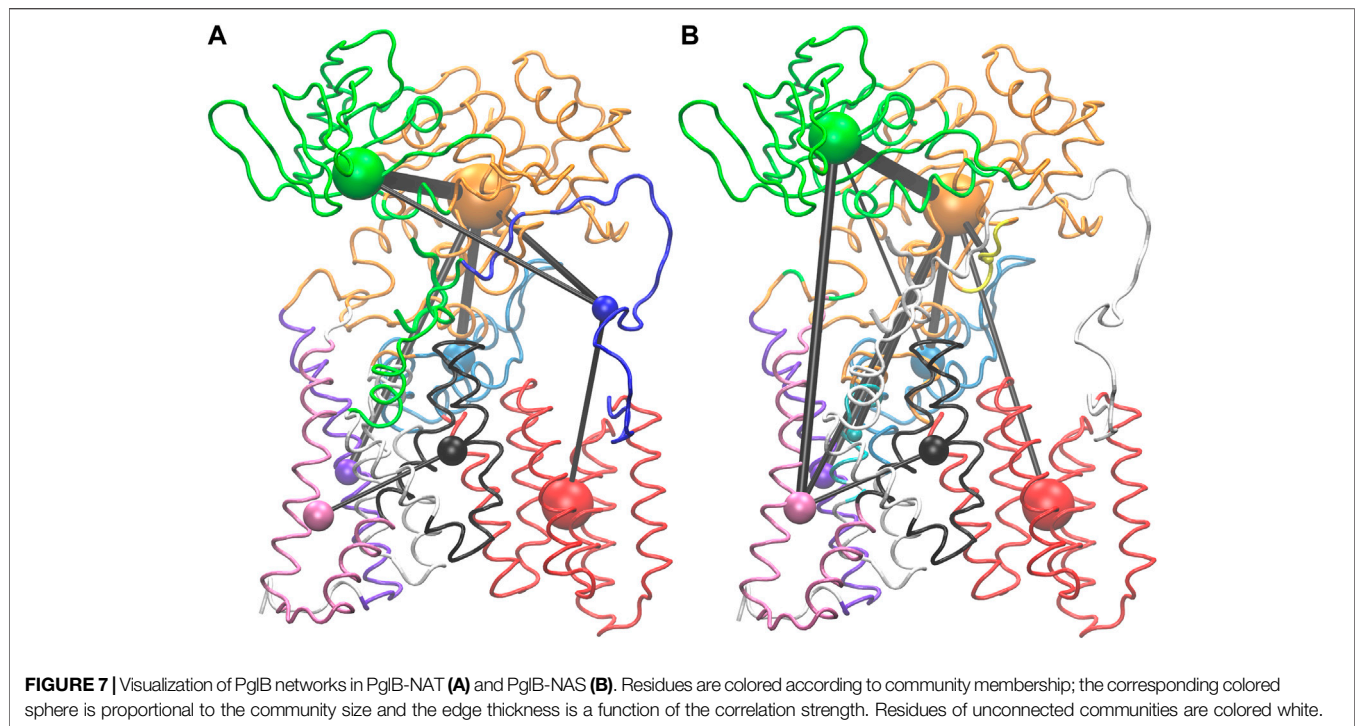 A B
FIGURE 7 | Visualization of PglB networks in PglB-NAT (A) and PglB-NAS (B). Residues are colored according to community membership; the corresponding colored
sphere is proportional to the community size and the edge thickness is a function of the correlation strength. Residues of unconnected communities are colored white.